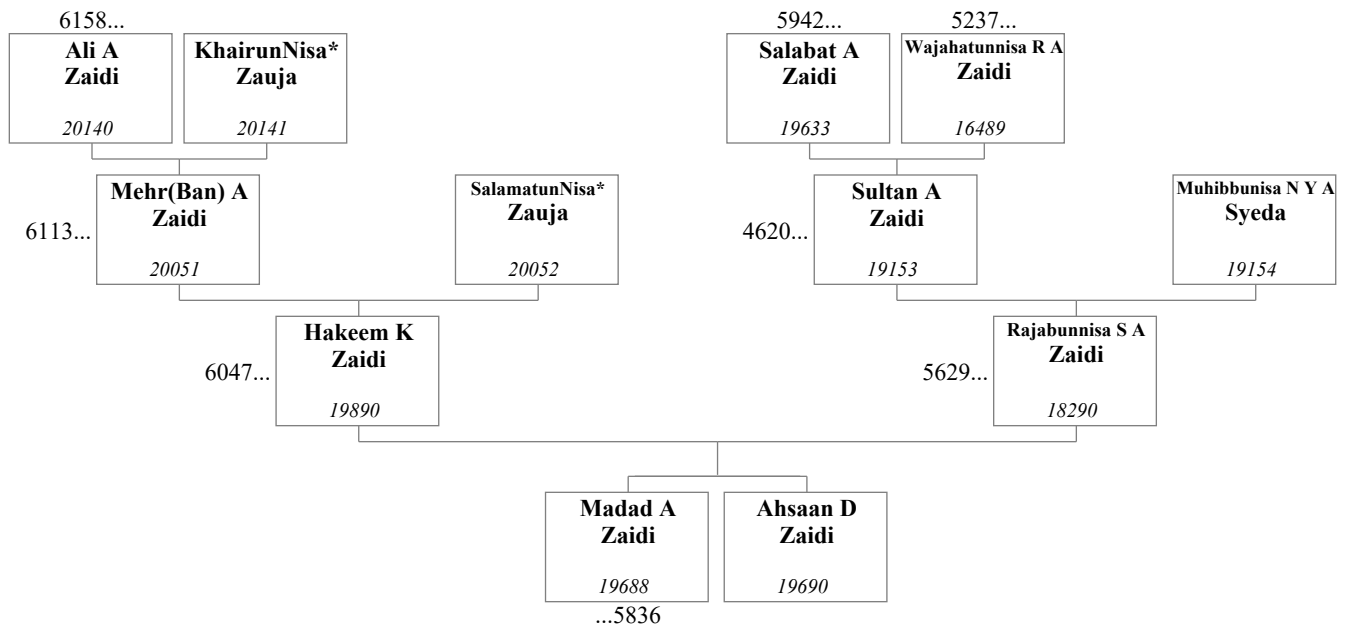 6158...
Ali A
Zaidi
20140
KhairunNisa*
Zauja
20141
5942...
Salabat A
Zaidi
19633
5237...
Wajahatunnisa R A
Zaidi
16489
6113...
Mehr(Ban) A
Zaidi
20051
SalamatunNisa*
Zauja
20052
4620...
Sultan A
Zaidi
19153
Muhibbunisa N Y A
Syeda
19154
6047...
Hakeem K
Zaidi
19890
5629...
Rajabunnisa S A
Zaidi
18290
Madad A
Zaidi
19688
...5836
Ahsaan D
Zaidi
19690